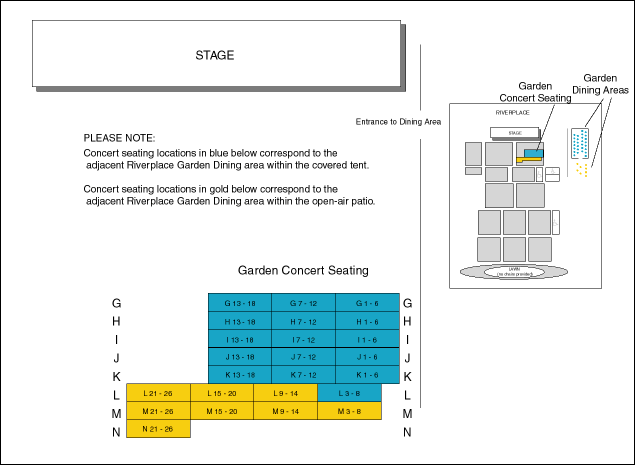 STAGE
Garden
Dining Areas
Garden
Concert Seating
RIVERPLACE
Entrance to Dining Area
STAGE
PLEASE NOTE:
Concert seating locations in blue below correspond to the
adjacent Riverplace Garden Dining area within the covered tent.
Concert seating locations in gold below correspond to the
adjacent Riverplace Garden Dining area within the open-air patio.
LAWN
(no chairs provided)
Garden Concert Seating
G G 13 - 18 G 7 - 12 G 1 - 6 G
H H 13 - 18 H 7 - 12 H 1 - 6 H
I I 13 - 18 I 7 - 12 I 1 - 6 I
J J 13 - 18 J 7 - 12 J 1 - 6 J
K K 13 - 18 K 7 - 12 K 1 - 6 K
L L 21 - 26 L 15 - 20 L 9 - 14 L 3 - 8 L
M M 21 - 26 M 15 - 20 M 9 - 14 M 3 - 8 M
N N 21 - 26 N